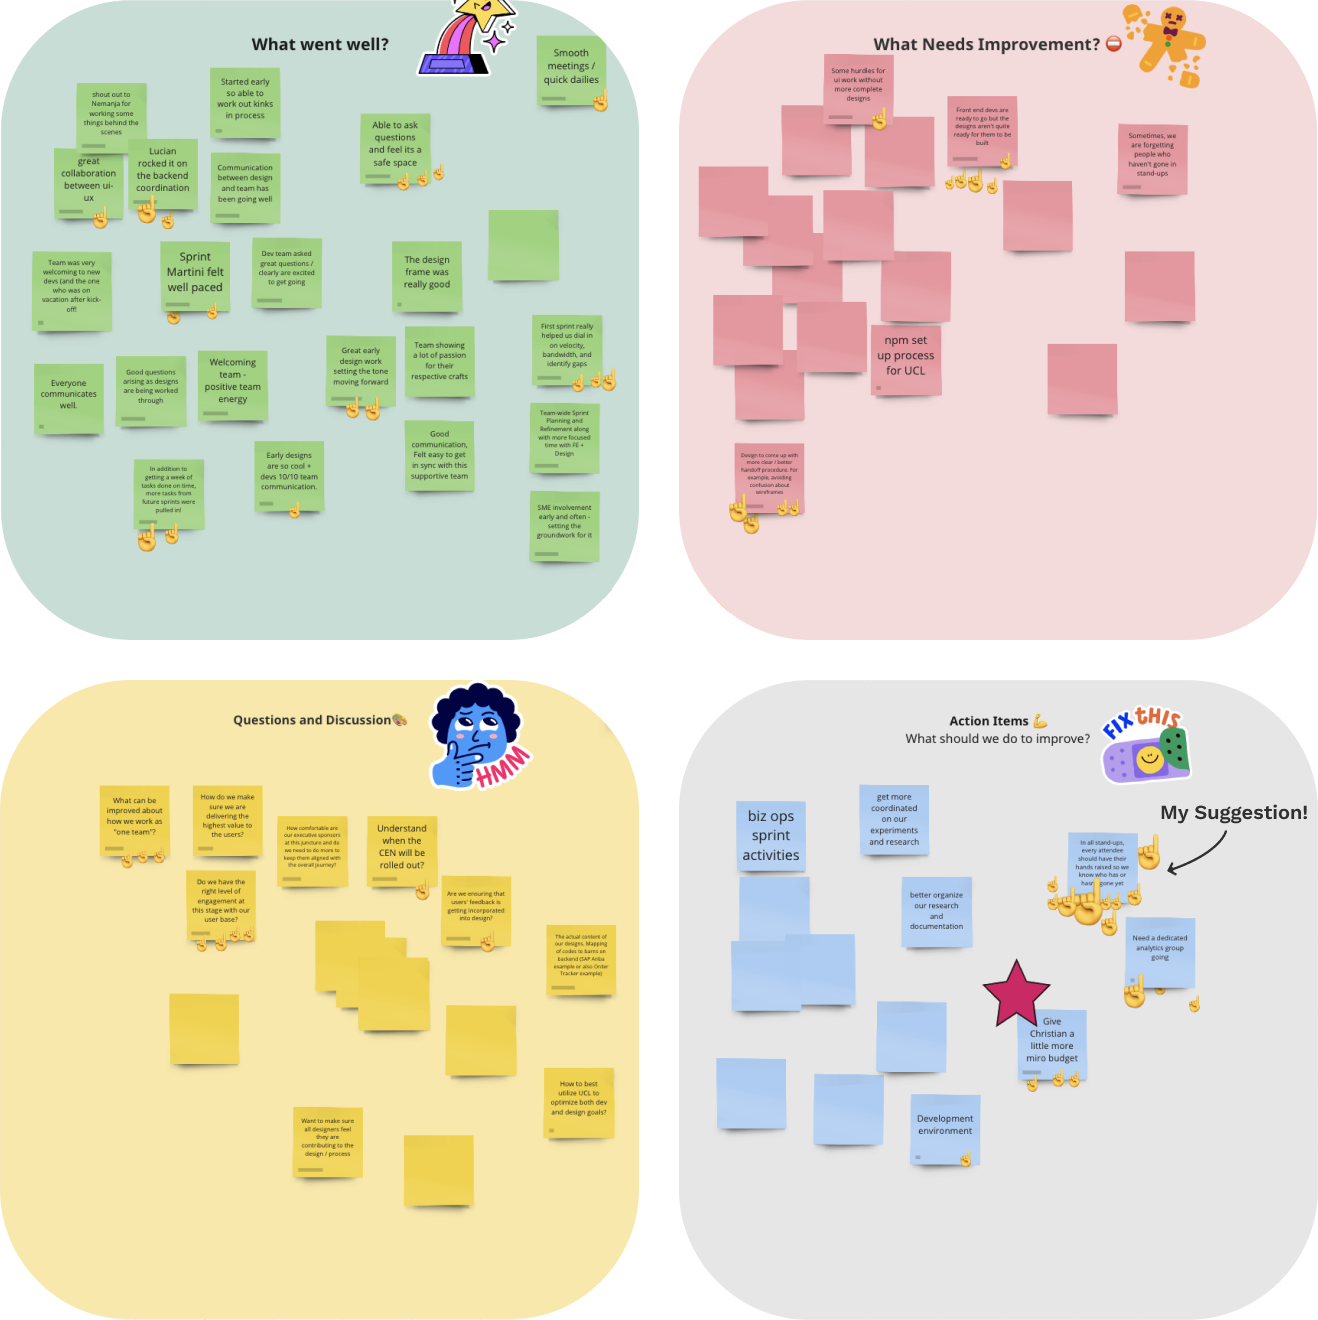 What went well?
Smooth
meetings /
quick dailies
shout out to
Nemanja for
working some
things behind the
scenes
Started early
so able to
work out kinks
in process
Able to ask
questions
and feel its a
safe space
great
collaboration
between ui-
ux
Lucian
rocked it on
the backend
coordination
Communication
between design
and team has
been going well
Team was very
welcoming to new
devs (and the one
who was on
vacation after kick-
off!
Sprint
Martini felt
well paced
Dev team asked
great questions /
clearly are excited
to get going
The design
frame was
really good
First sprint really
helped us dial in
on velocity,
bandwidth, and
identify gaps
Everyone
communicates
well.
Good questions
arising as designs
are being worked
through
Welcoming
team -
positive team
energy
Great early
design work
setting the tone
moving forward
Team showing
a lot of passion
for their
respective crafts
Team-wide Sprint
Planning and
Refinement along
with more focused
time with FE +
Design
In addition to
getting a week of
tasks done on time,
more tasks from
future sprints were
pulled in!
Early designs
are so cool +
devs 10/10 team
communication.
Good
communication,
Felt easy to get
in sync with this
supportive team
SME involvement
early and often -
setting the
groundwork for it
What Needs Improvement?
Some hurdles for
ui work without
more complete
designs
Front end devs are
ready to go but the
designs aren't quite
ready for them to be
built
Sometimes, we
are forgetting
people who
haven't gone in
stand-ups
npm set
up process
for UCL
Design to come up with
more clear / better
handoff procedure. For
example, avoiding
confusion about
wireframes
Questions and Discussion
HMM
What can be
improved about
how we work as
"one team"?
How do we make
sure we are
delivering the
highest value to
the users?
How comfortable are
our executive sponsors
at this juncture and do
we need to do more to
keep them aligned with
the overall journey?
Understand
when the
CEN will be
rolled out?
Do we have the
right level of
engagement at
this stage with our
user base?
Are we ensuring that
users' feedback is
getting incorporated
into design?
The actual content of
our designs. Mapping
of codes to banns on
backend (SAP Ariba
example or also Order
Tracker example)
How to best
utilize UCL to
optimize both dev
and design goals?
Want to make sure
all designers feel
they are
contributing to the
design / process
Action Items
What should we do to improve?
FIX THIS
My Suggestion!
biz ops
sprint
activities
get more
coordinated
on our
experiments
and research
In all stand-ups,
every attendee
should have their
hands raised so we
know who has or
hasn't gone yet
better organize
our research
and
documentation
Need a dedicated
analytics group
going
Give
Christian a
little more
miro budget
Development
environment